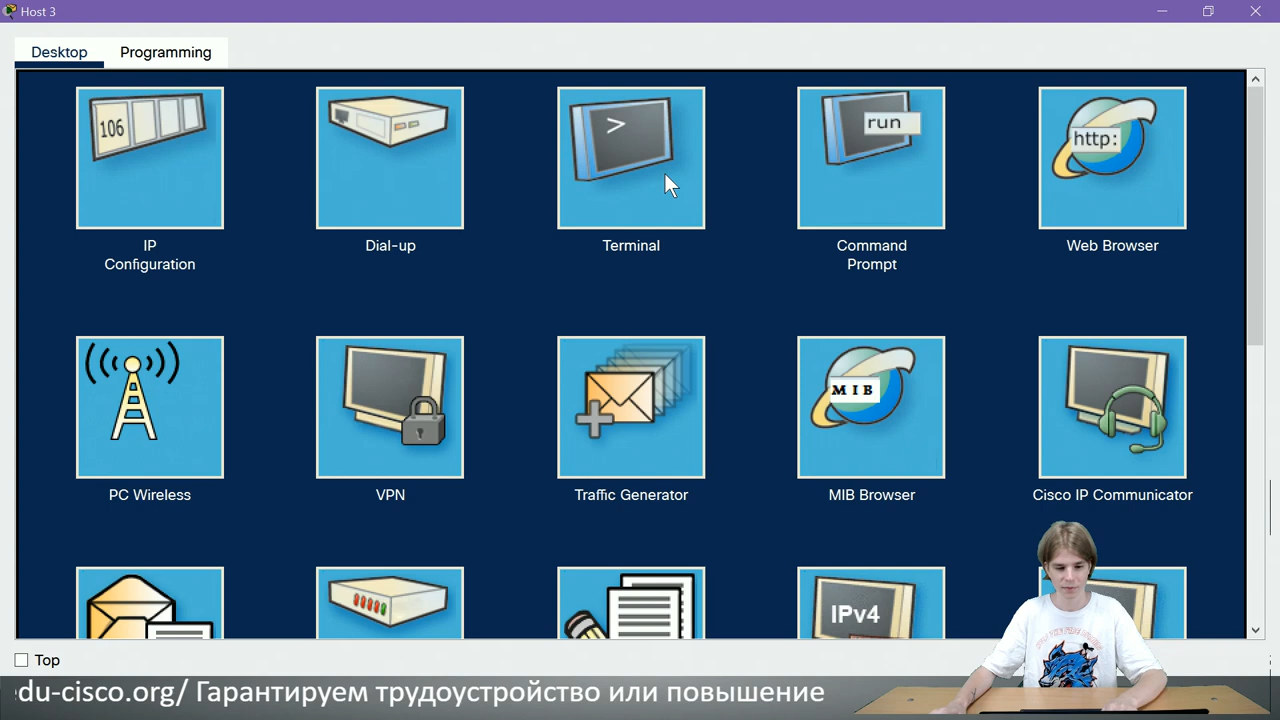 Host 3
Desktop Programming
106
>
run
http:
IP
Configuration
Dial-up
Terminal
Command
Prompt
Web Browser
MIB
PC Wireless
VPN
Traffic Generator
MIB Browser
Cisco IP Communicator
IPv4
Top
du-cisco.org/ Гарантируем трудоустройство или повышение